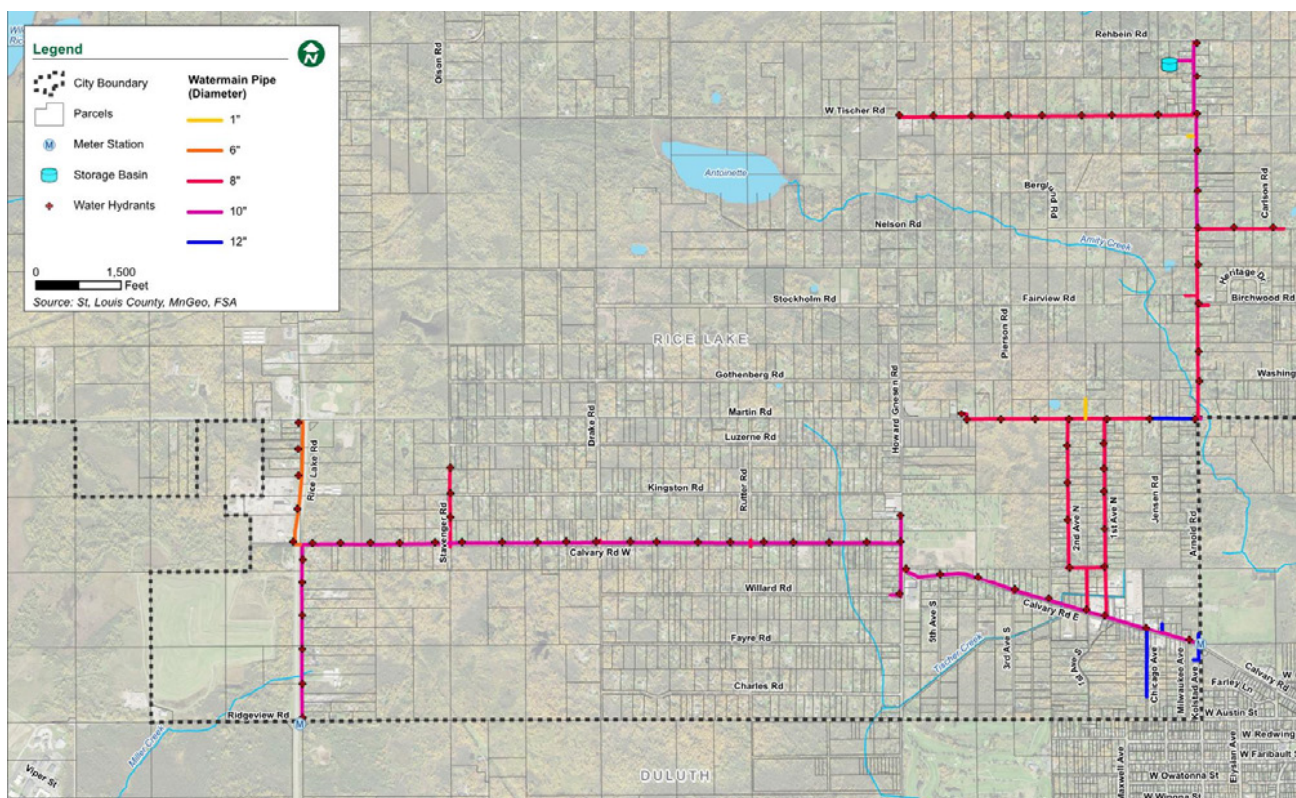 Legend
N
City Boundary
Parcels
M
Meter Station
Storage Basin
Water Hydrants
Watermain Pipe
(Diameter)
1"
6"
8"
10"
12"
0 1,500
Feet
Source: St, Louis County, MnGeo, FSA
Olson Rd
Rehbein Rd
W Tischer Rd
Antoinette
Carlson Rd
Nelson Rd
Amity Creek
Heritage Dr
Stockholm Rd
Fairview Rd
Birchwood Rd
RICE LAKE
Pierson Rd
Gothenberg Rd
Howard Gnesen Rd
Washing
Drake Rd
Martin Rd
Luzerne Rd
Rice Lake Rd
Kingston Rd
Rutter Rd
Jensen Rd
Stavenger Rd
2nd Ave N
1st Ave N
Arnold Rd
Calvary Rd W
Willard Rd
Calvary Rd E
Fayre Rd
9th Ave S
3rd Ave S
Tischer Creek
1st Ave S
Chicago Ave
Milwaukee Ave
Kolstad Ave
M
Calvary Rd
W
Farley Ln
Charles Rd
Ridgeview Rd
M
W Austin St
Miller Creek
W Redwing
Viper St
DULUTH
Maxwell Ave
Elysian Ave
W Faribault S
W Owatonna St
W Winona St